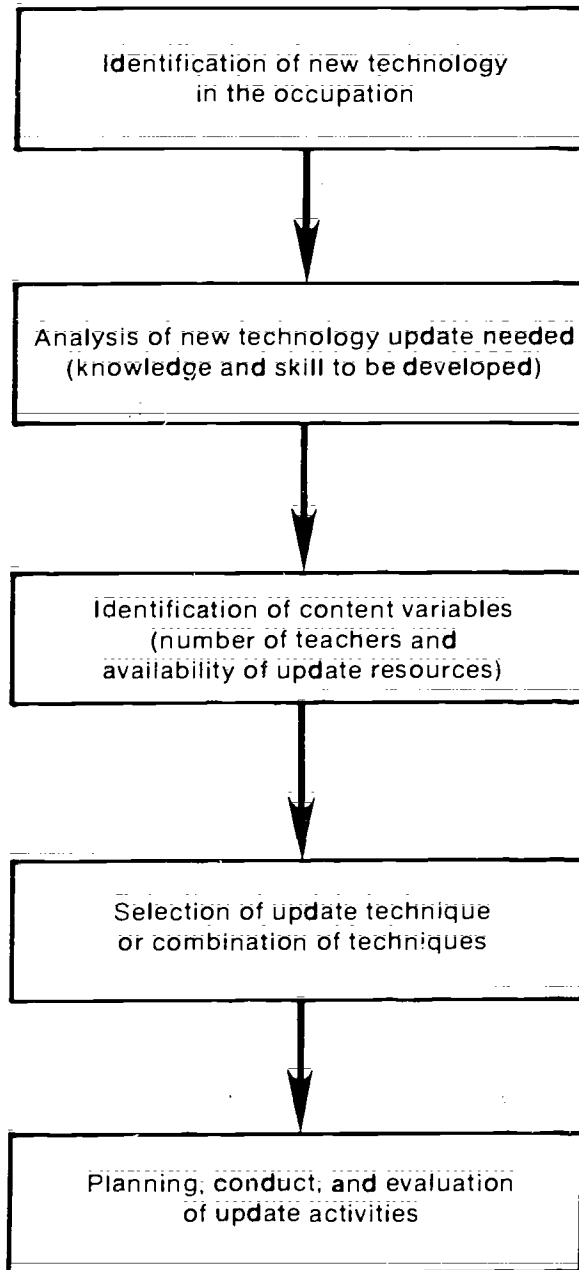 Identification of new technology
in the occupation
Analysis of new technology update needed
(knowledge and skill to be developed)
Identification of content variables
(number of teachers and
availability of update resources)
Selection of update technique
or combination of techniques
Planning, conduct, and evaluation
of update activities